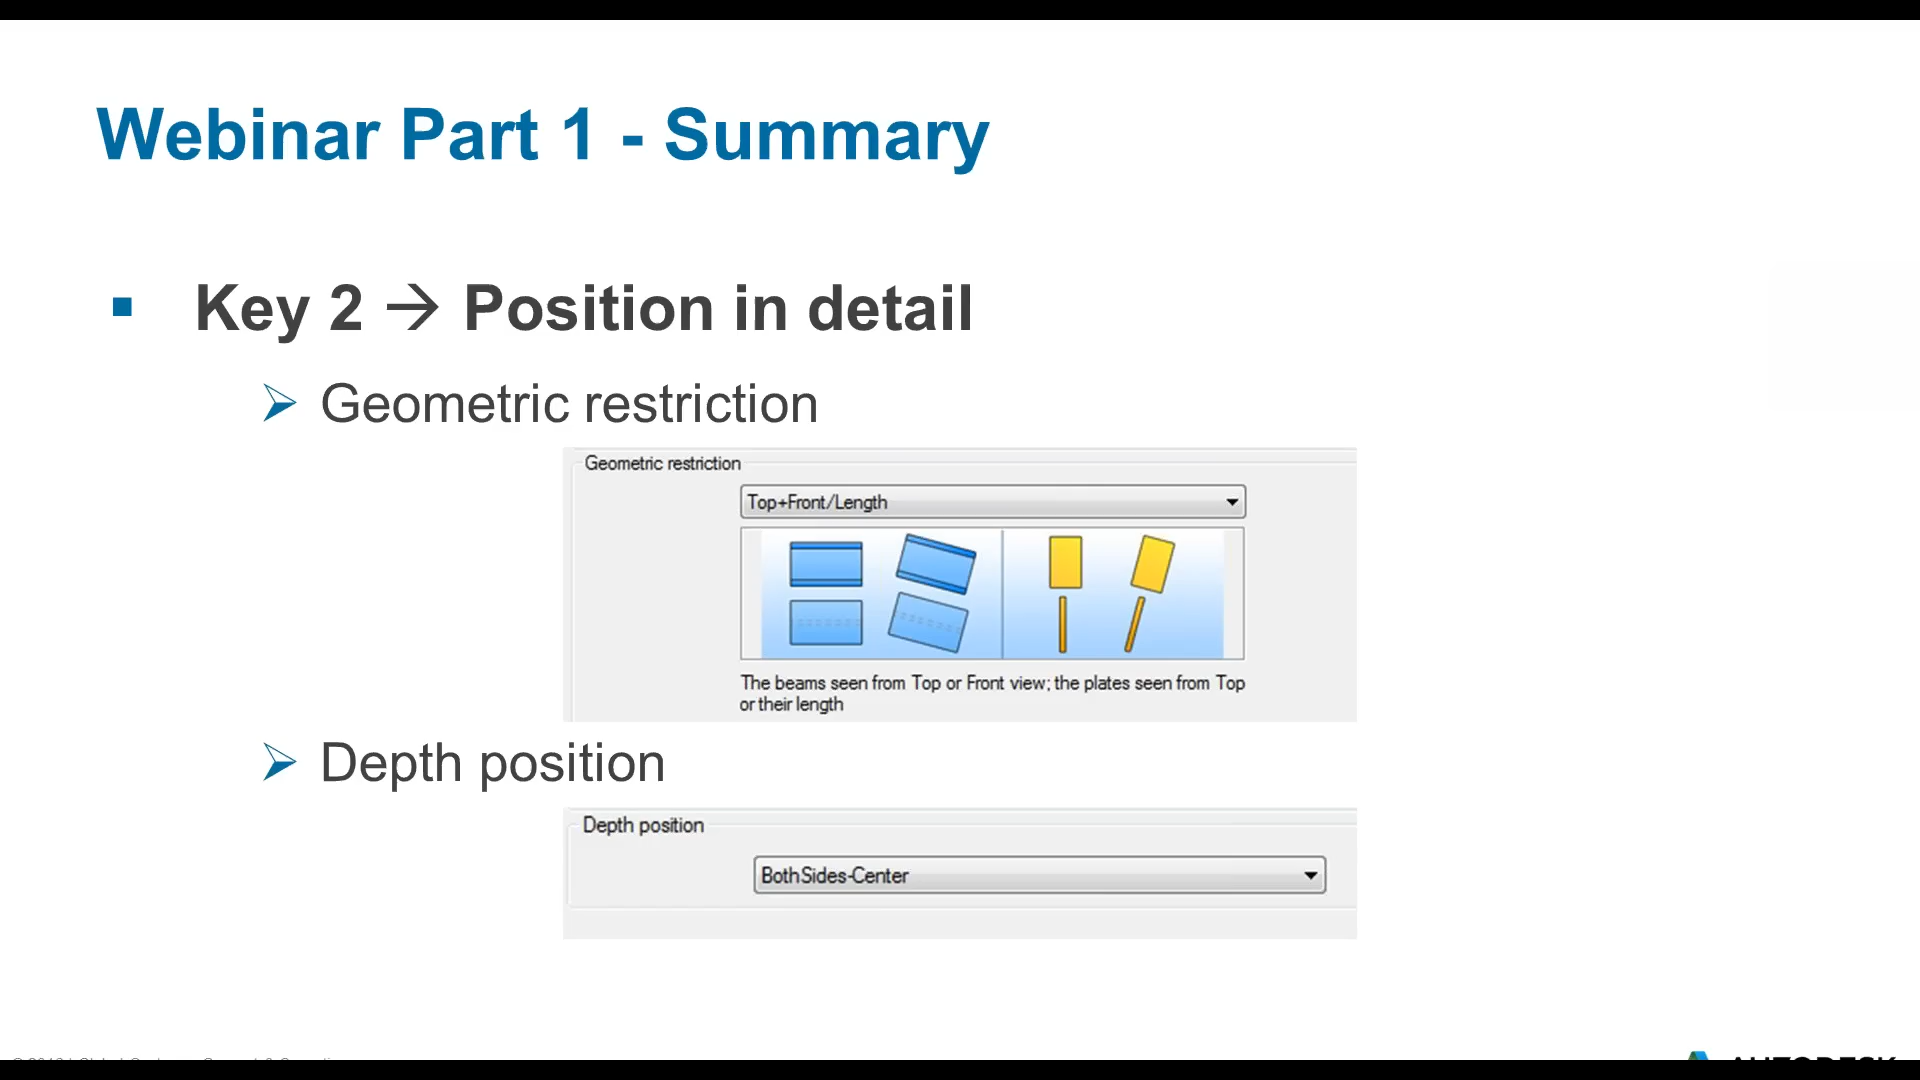 Webinar Part 1 - Summary
Key 2 → Position in detail
Geometric restriction
Geometric restriction
Top+Front/Length
The beams seen from Top or Front view; the plates seen from Top
or their length
Depth position
Depth position
BothSides-Center
AUTODESK